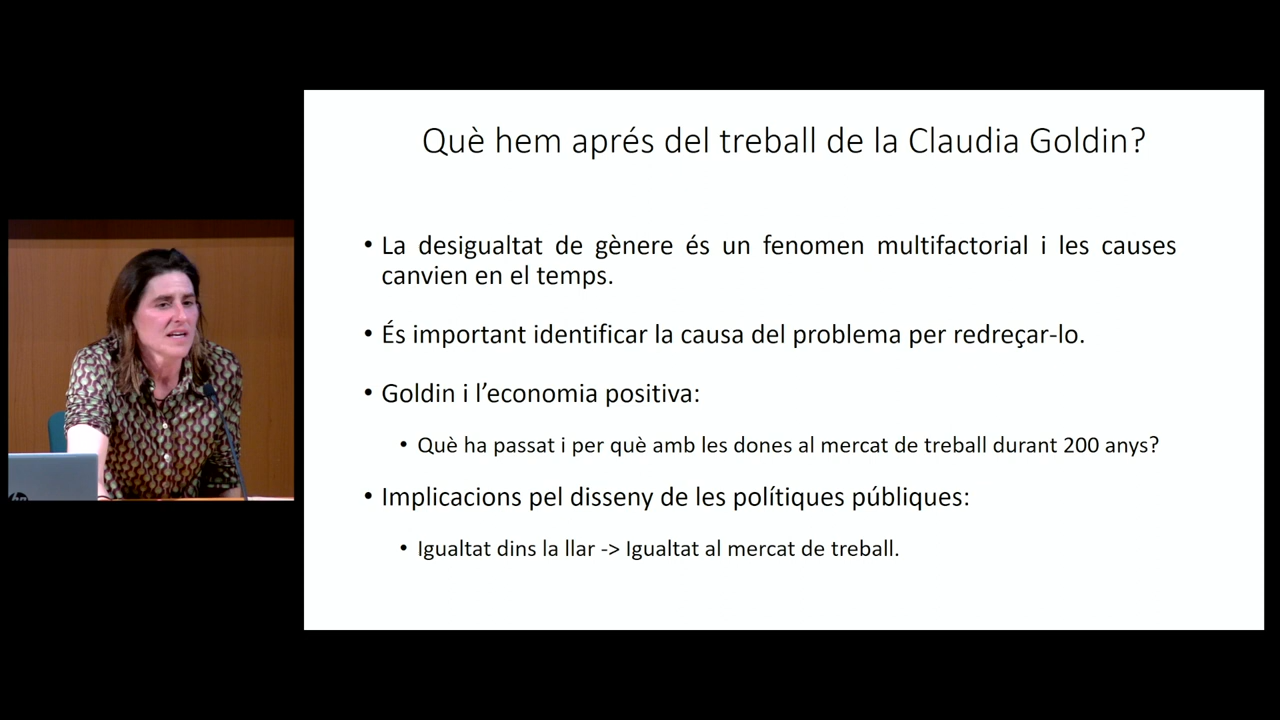 Què hem aprés del treball de la Claudia Goldin?
• La desigualtat de gènere és un fenomen multifactorial i les causes
canvien en el temps.
• És important identificar la causa del problema per redreçar-lo.
• Goldin i l’economia positiva:
• Què ha passat i per què amb les dones al mercat de treball durant 200 anys?
• Implicacions pel disseny de les polítiques públiques:
• Igualtat dins la llar -> Igualtat al mercat de treball.